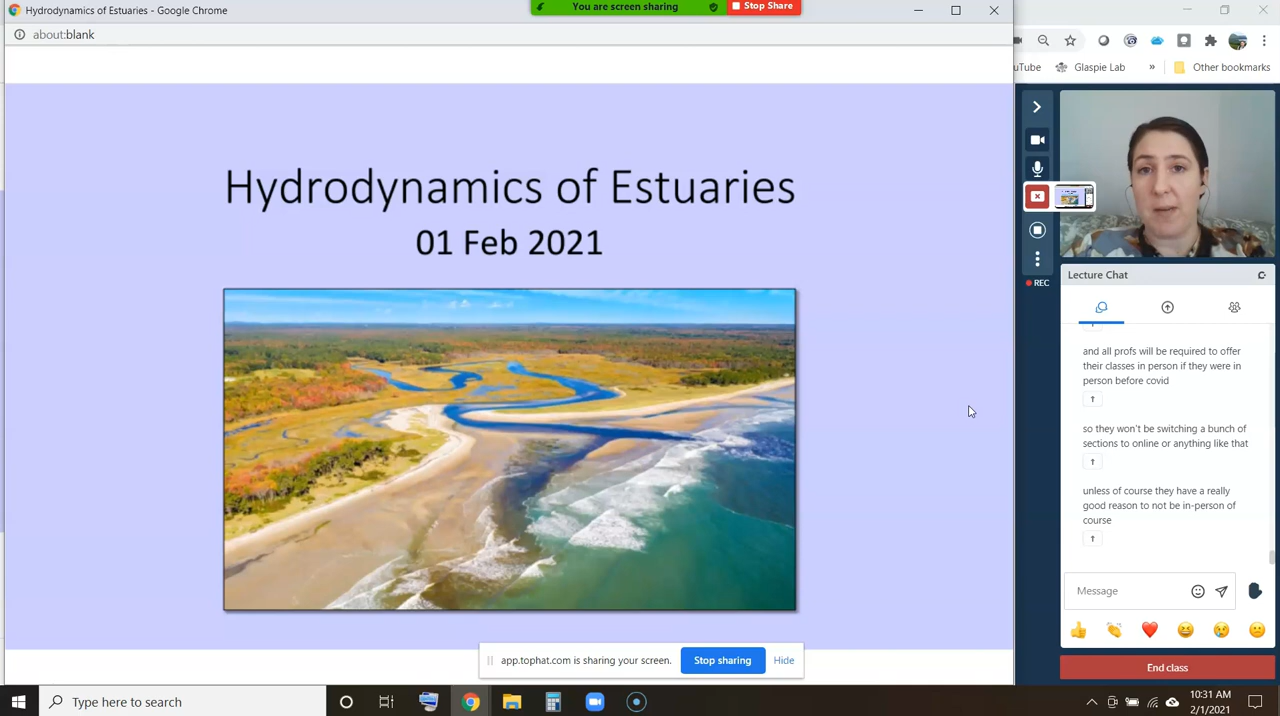 Hydrodynamics of Estuaries - Google Chrome
You are screen sharing
Stop Share
about:blank
uTube
Glaspie Lab
»
Other bookmarks
Hydrodynamics of Estuaries
01 Feb 2021
REC
Lecture Chat
and all profs will be required to offer
their classes in person if they were in
person before covid
so they won't be switching a bunch of
sections to online or anything like that
unless of course they have a really
good reason to not be in-person of
course
Message
End class
app.tophat.com is sharing your screen.
Stop sharing
Hide
Type here to search
10:31 AM
2/1/2021